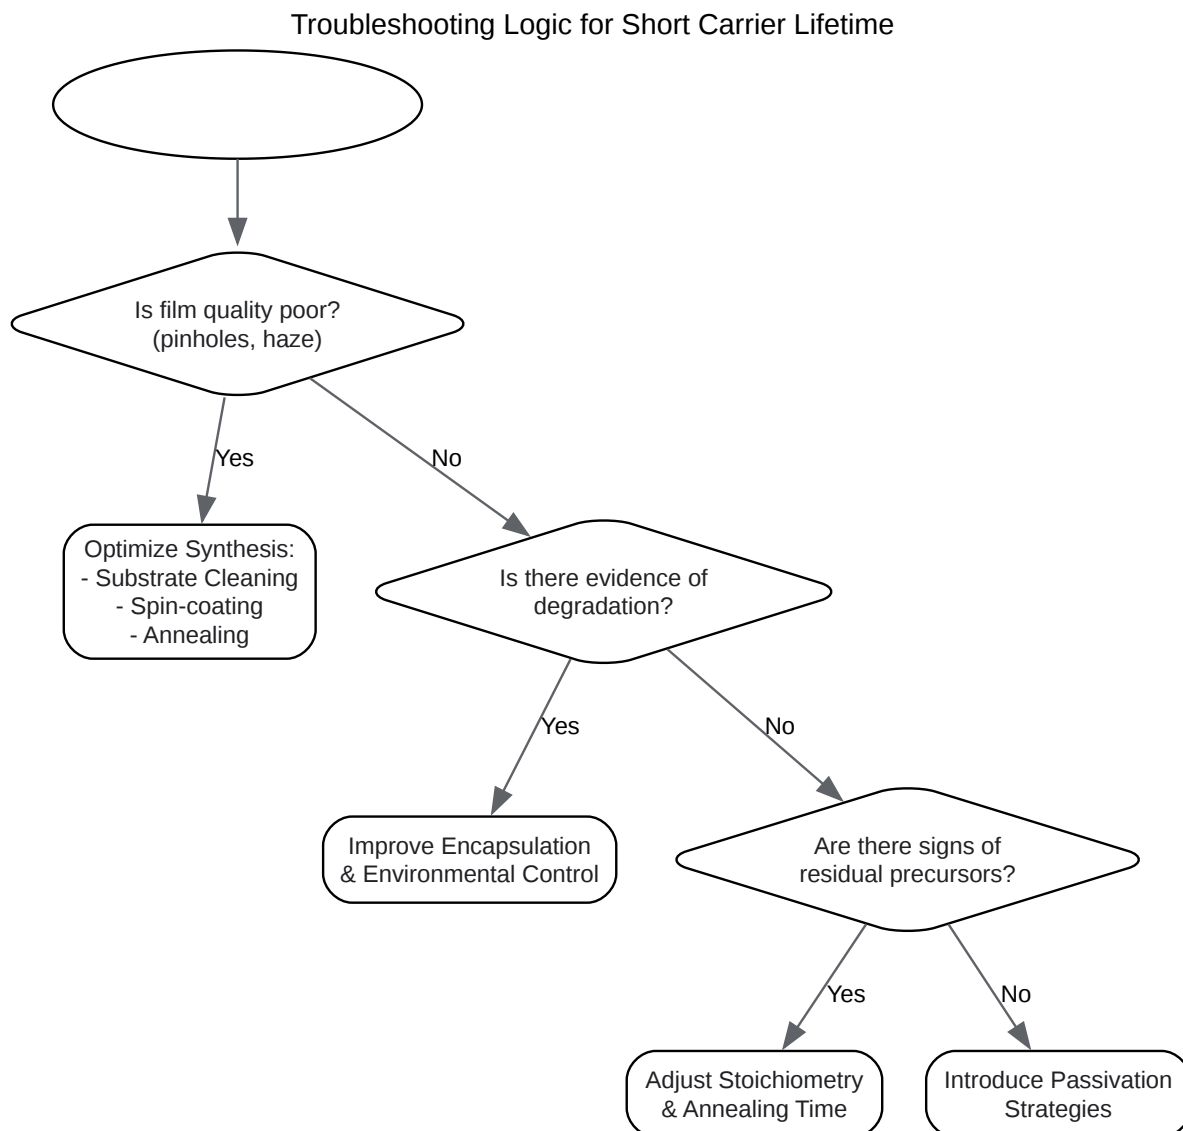 Troubleshooting Logic for Short Carrier Lifetime
Is film quality poor?
(pinholes, haze)
Yes
No
Optimize Synthesis:
- Substrate Cleaning
- Spin-coating
- Annealing
Is there evidence of
degradation?
Yes
No
Improve Encapsulation
& Environmental Control
Are there signs of
residual precursors?
Yes
No
Adjust Stoichiometry
& Annealing Time
Introduce Passivation
Strategies